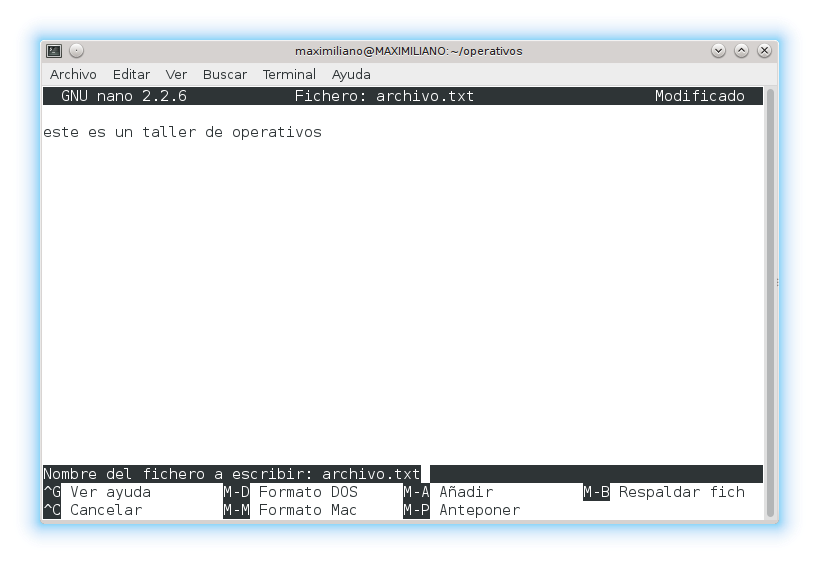 maximiliano@MAXIMILIANO: ~/operativos
Archivo Editar Ver Buscar Terminal Ayuda
GNU nano 2.2.6 Fichero: archivo.txt Modificado
este es un taller de operativos
Nombre del fichero a escribir: archivo.txt
^G Ver ayuda M-D Formato DOS M-A Añadir M-B Respaldar fich
^C Cancelar M-M Formato Mac M-P Anteponer